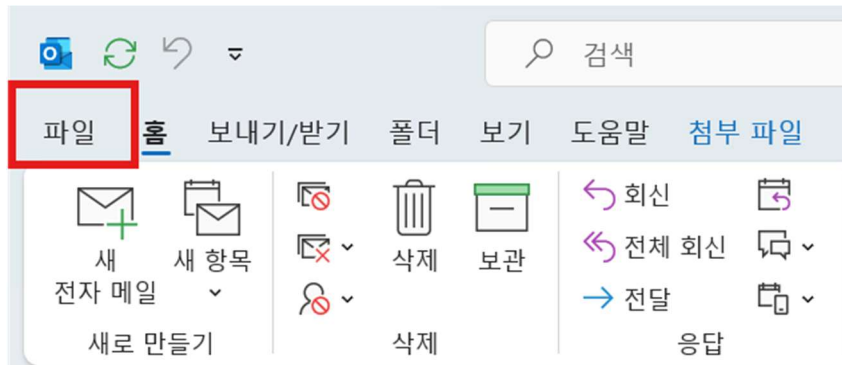 검색
파일 홈 보내기/받기 폴더 보기 도움말 첨부 파일
새 전자 메일
새 항목
삭제
보관
회신
전체 회신
전달
새로 만들기 삭제 응답